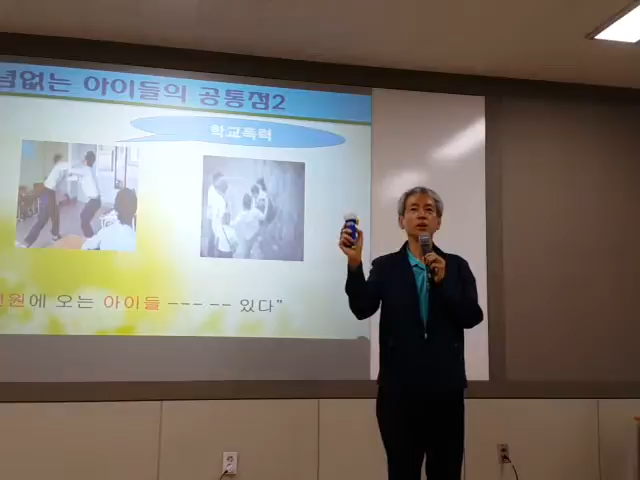 없는 아이들의 공통점2
학교폭력
원에 오는 아이들 --- -- 있다”